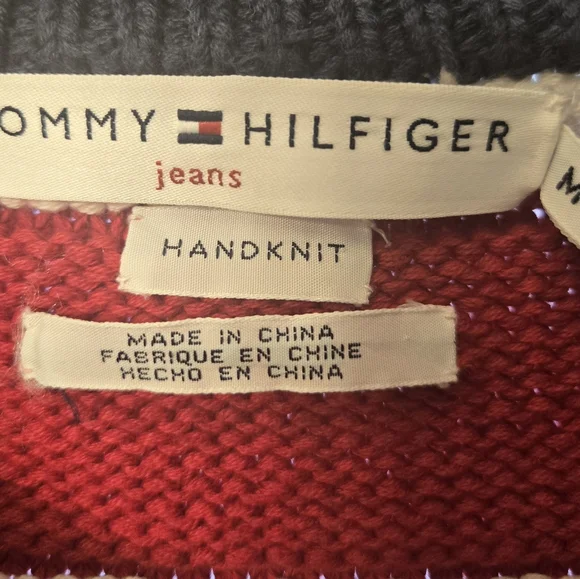 OMMY HILFIGER
jeans
M
HANDKNIT
MADE IN CHINA
FABRIQUE EN CHINE
HECHO EN CHINA